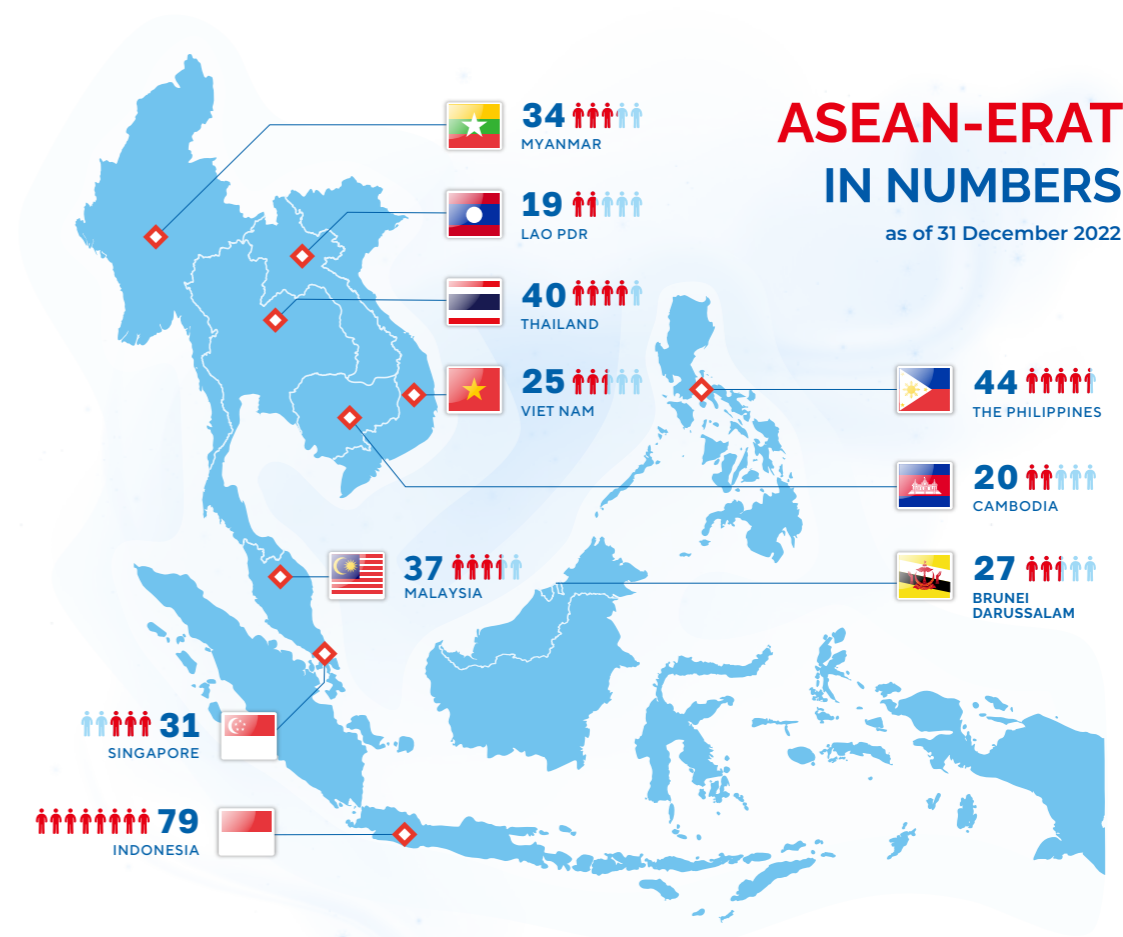 ASEAN-ERAT
IN NUMBERS
as of 31 December 2022
34
MYANMAR
19
LAO PDR
40
THAILAND
25
VIET NAM
44
THE PHILIPPINES
20
CAMBODIA
37
MALAYSIA
27
BRUNEI
DARUSSALAM
31
SINGAPORE
79
INDONESIA